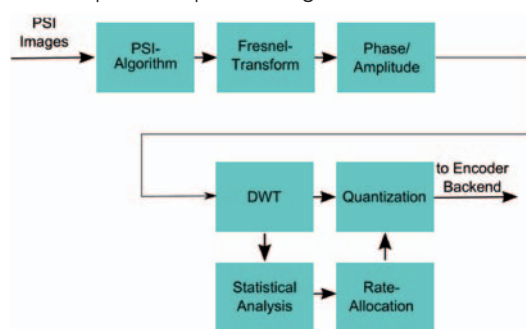 PSI
Images
PSI-
Algorithm
Fresnel-
Transform
Phase/
Amplitude
DWT
Quantization
to Encoder
Backend
Statistical
Analysis
Rate-
Allocation